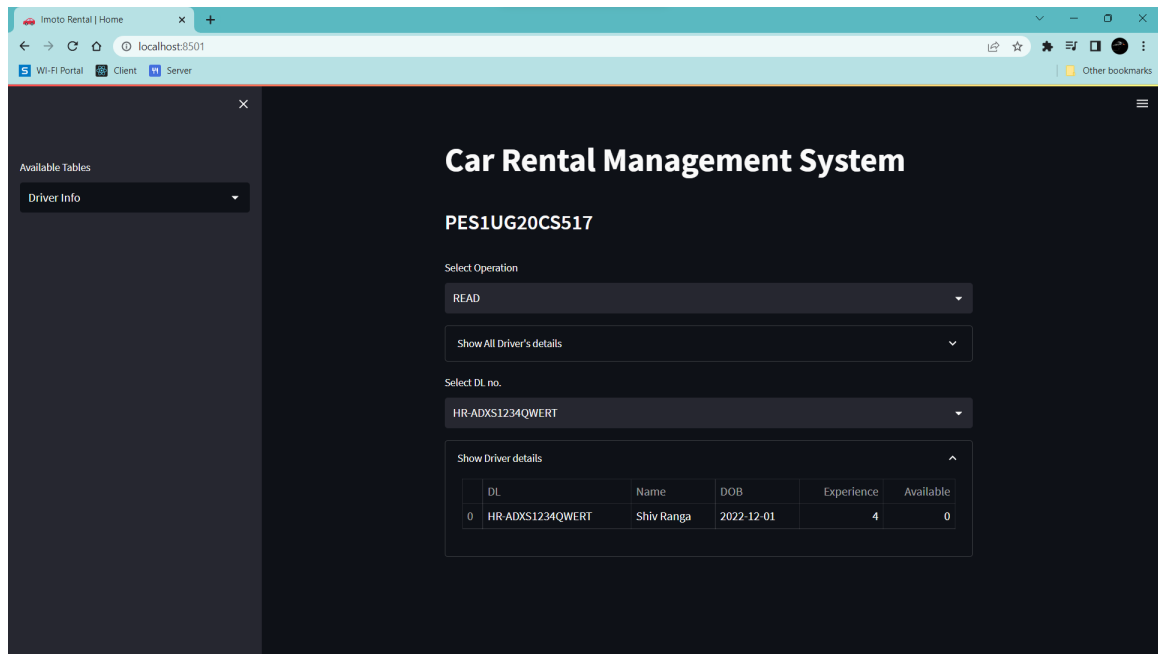 Imoto Rental | Home
localhost:8501
WI-FI Portal
Client
Server
Other bookmarks
Available Tables
Driver Info
Car Rental Management System
PES1UG20CS517
Select Operation
READ
Show All Driver's details
Select DL no.
HR-ADXS1234QWERT
Show Driver details
DL Name DOB Experience Available
0 HR-ADXS1234QWERT Shiv Ranga 2022-12-01 4 0